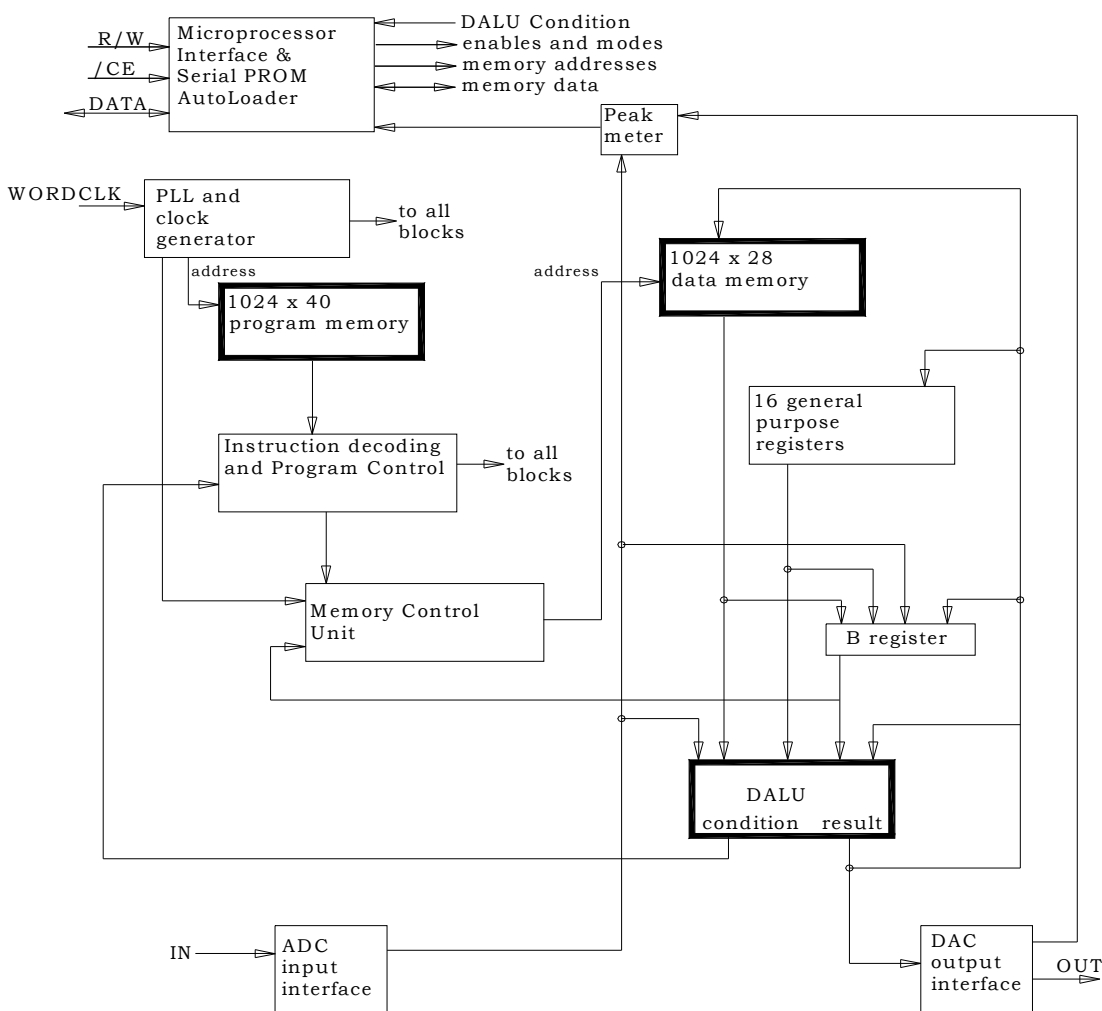 DALU Condition
R/W
Microprocessor
Interface &
Serial PROM
AutoLoader
enables and modes
/CE
memory addresses
memory data
DATA
Peak
meter
WORDCLK
PLL and
clock
generator
to all
blocks
address
1024 x 40
program memory
address
1024 x 28
data memory
16 general
purpose
registers
Instruction decoding
and Program Control
to all
blocks
Memory Control
Unit
B register
DALU
condition result
IN
ADC
input
interface
DAC
output
interface
OUT